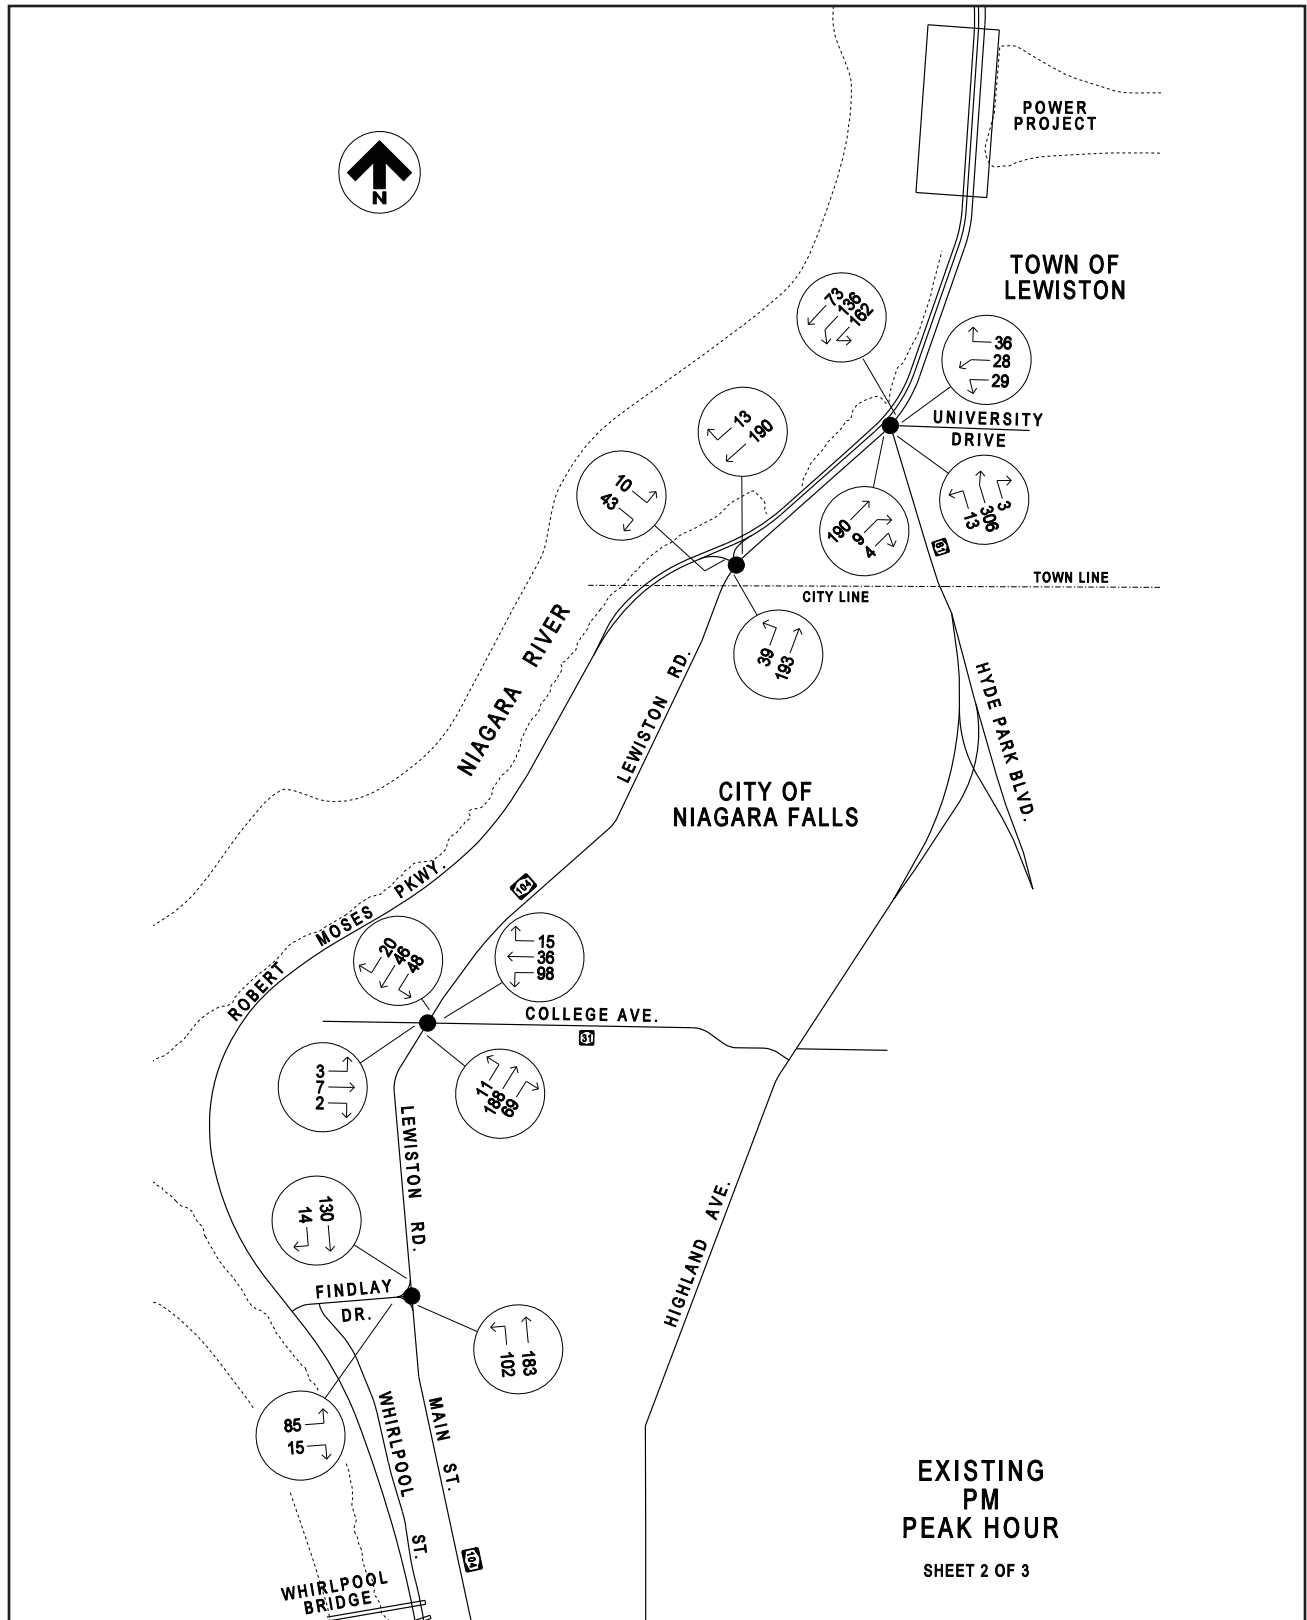 POWER
PROJECT
N
TOWN OF
LEWISTON
73
136
162
36
28
29
UNIVERSITY
DRIVE
13
190
10
43
190
9
4
13
306
3
61
TOWN LINE
CITY LINE
39
193
NIAGARA RIVER
LEWISTON RD.
HYDE PARK BLVD.
CITY OF
NIAGARA FALLS
ROBERT MOSES PKWY.
104
20
46
48
15
36
98
COLLEGE AVE.
31
3
7
2
11
188
69
LEWISTON RD.
14
130
HIGHLAND AVE.
FINDLAY
DR.
102
183
85
15
WHIRLPOOL ST.
MAIN ST.
104
WHIRLPOOL
BRIDGE
EXISTING
PM
PEAK HOUR
SHEET 2 OF 3